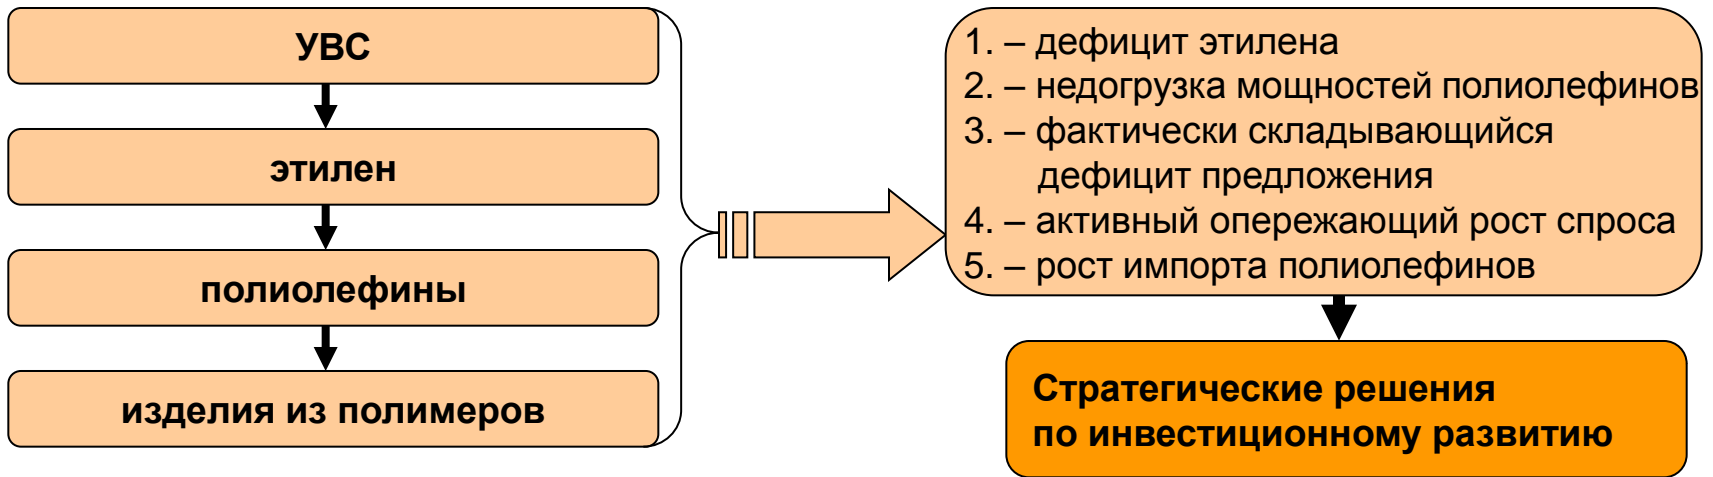 УВС
этилен
полиолефины
изделия из полимеров
1. – дефицит этилена
2. – недогрузка мощностей полиолефинов
3. – фактически складывающийся
дефицит предложения
4. – активный опережающий рост спроса
5. – рост импорта полиолефинов
Стратегические решения
по инвестиционному развитию